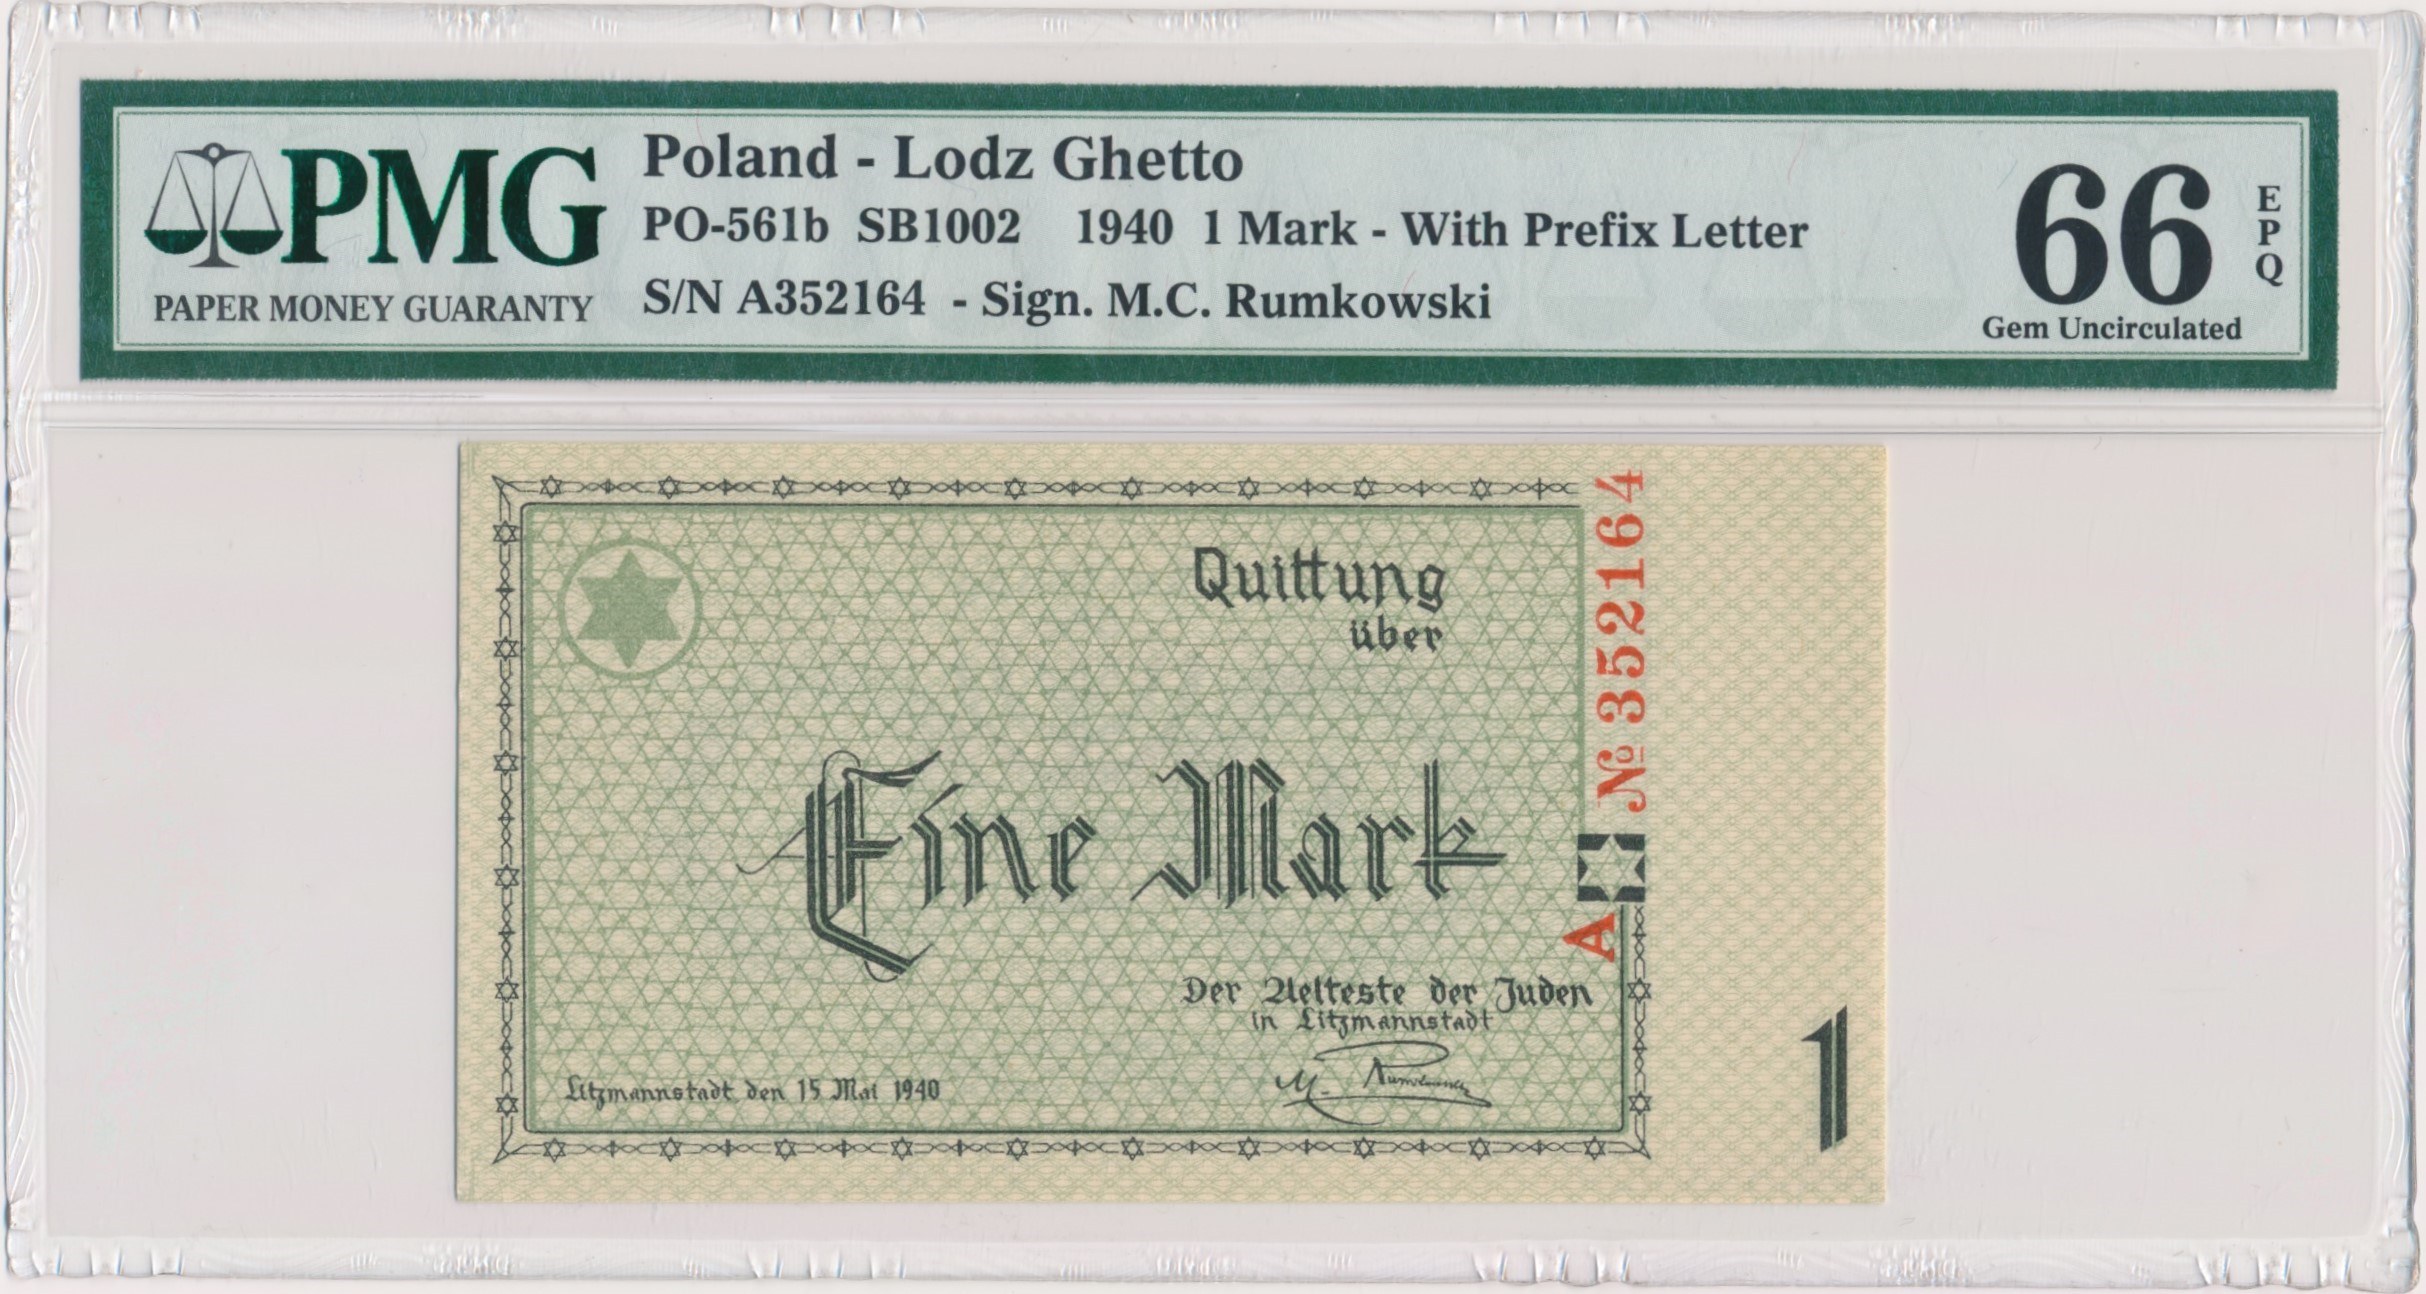 PMG
PAPER MONEY GUARANTY
Poland - Lodz Ghetto
PO-561b SB1002 1940 1 Mark - With Prefix Letter
S/N A352164 - Sign. M.C. Rumkowski
66
EPQ
Gem Uncirculated
Quittung
über
Eine Mark
№ 352164
A
Der Aelteste der Juden
in Litzmannstadt
M. Rumkowski
Litzmannstadt den 15 Mai 1940
1